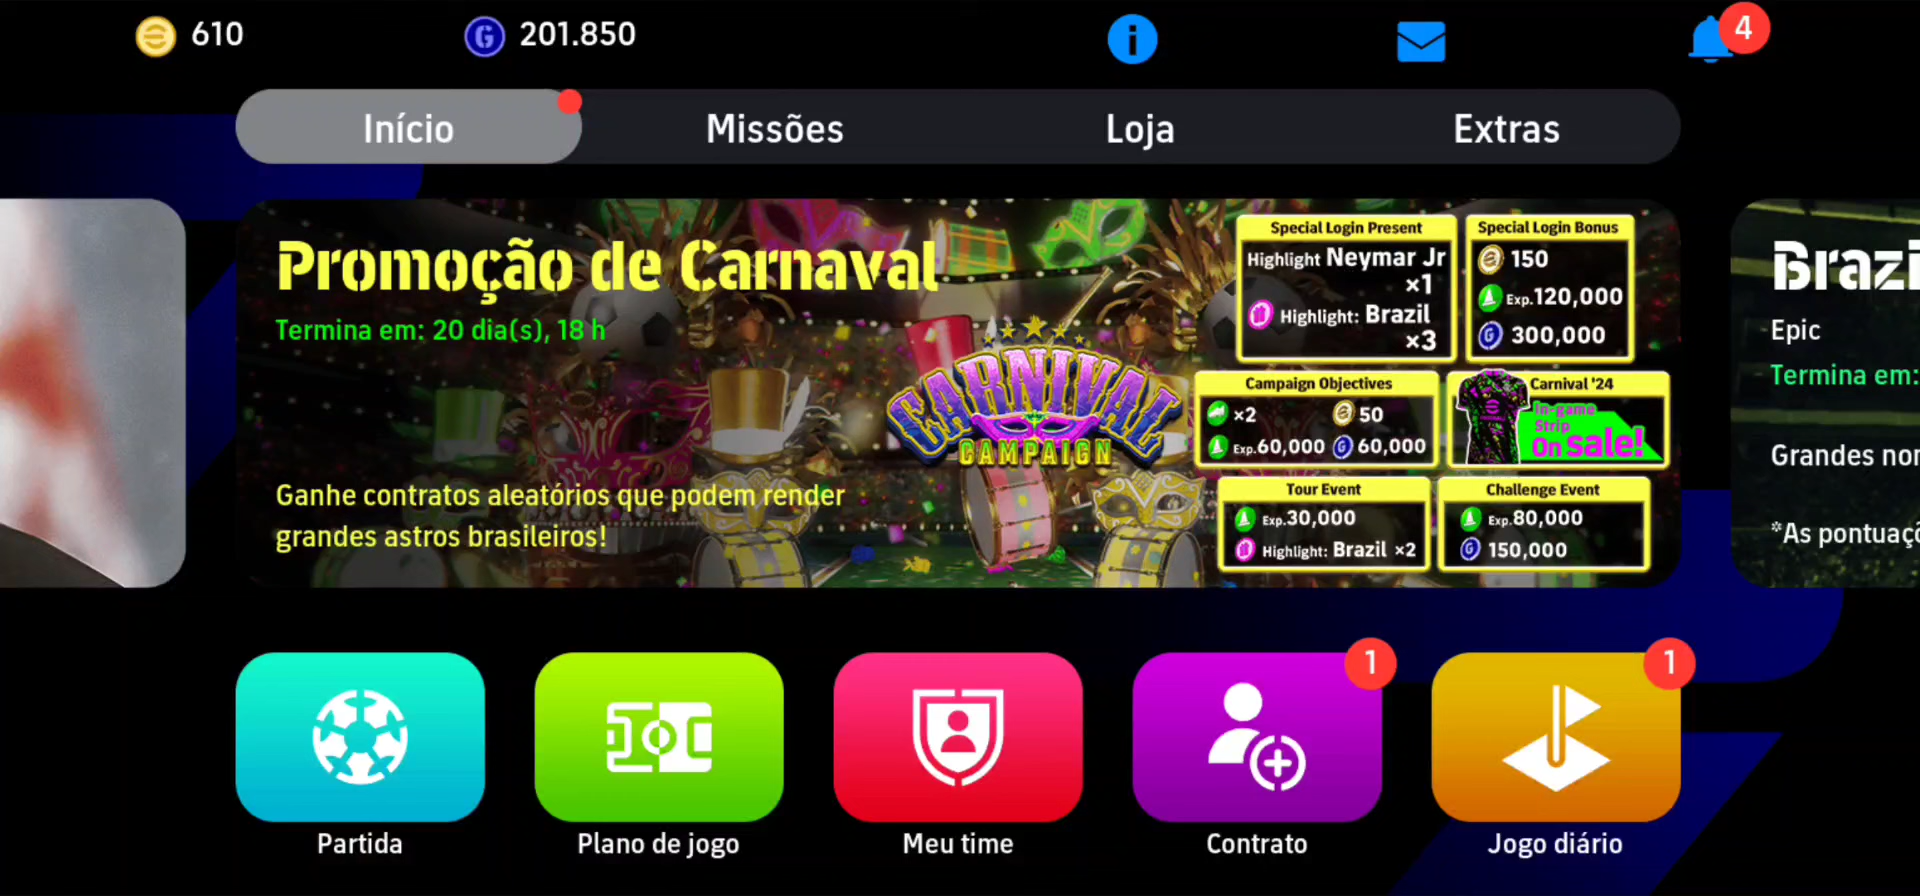 610
201.850
4
Início
Missões
Loja
Extras
Promoção de Carnaval
Termina em: 20 dia(s), 18 h
Ganhe contratos aleatórios que podem render
grandes astros brasileiros!
CARNIVAL
CAMPAIGN
Special Login Present
Highlight Neymar Jr
×1
Highlight: Brazil
×3
Special Login Bonus
150
Exp.120,000
300,000
Campaign Objectives
×2
50
Exp.60,000
60,000
Carnival '24
In-game
Strip
On sale!
Tour Event
Exp.30,000
Highlight: Brazil ×2
Challenge Event
Exp.80,000
150,000
Brazi
Epic
Termina em:
Grandes nor
*As pontuaçõ
1
1
Partida
Plano de jogo
Meu time
Contrato
Jogo diário